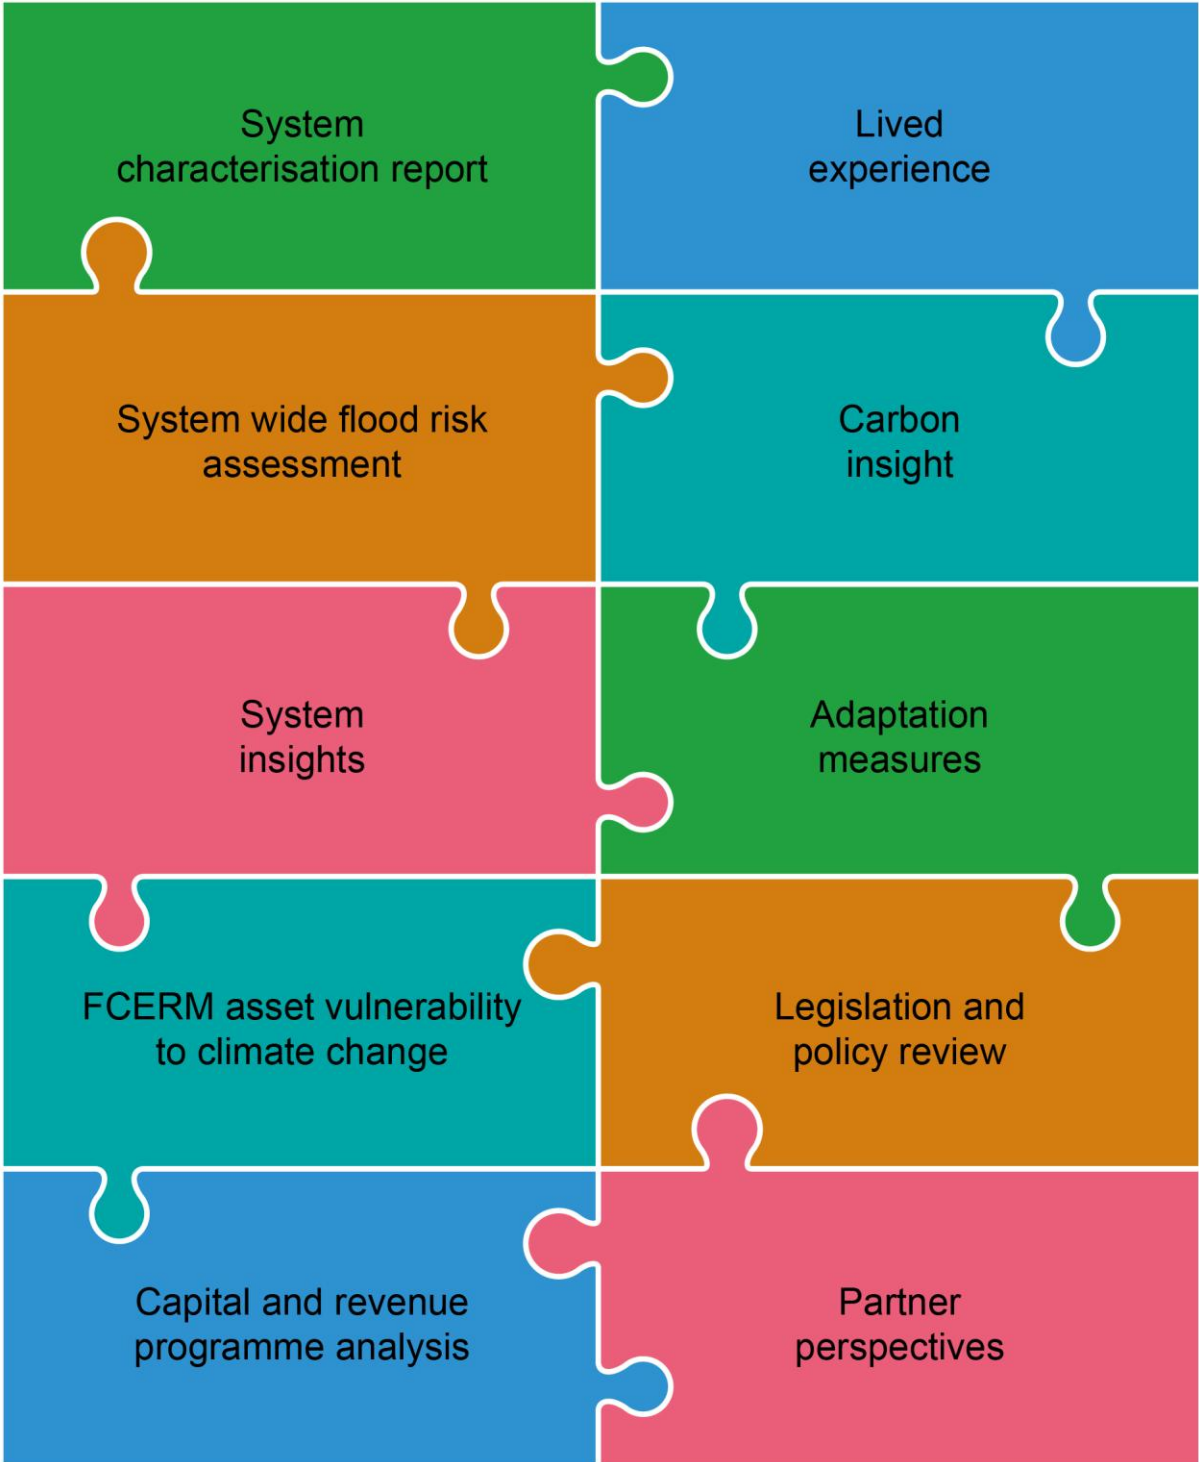 System
characterisation report
Lived
experience
System wide flood risk
assessment
Carbon
insight
System
insights
Adaptation
measures
FCERM asset vulnerability
to climate change
Legislation and
policy review
Capital and revenue
programme analysis
Partner
perspectives